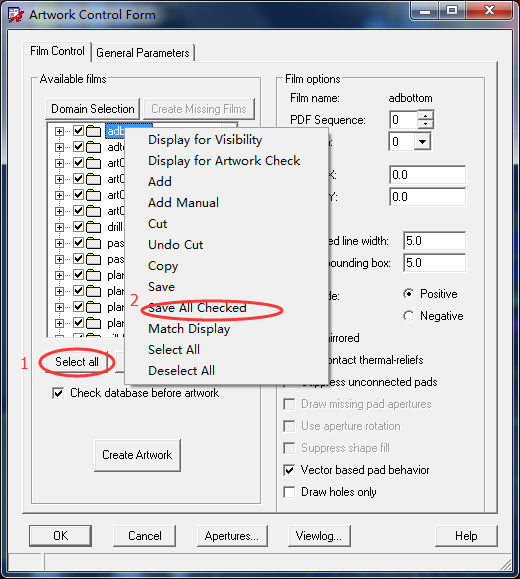 Artwork Control Form
Film Control
General Parameters
Available films
Domain Selection
Create Missing Films
adb
adt
art0
art0
art0
art0
drill
pas
pas
plan
plan
plan
plan
Display for Visibility
Display for Artwork Check
Add
Add Manual
Cut
Undo Cut
Copy
Save
2
Save All Checked
Match Display
Select All
Deselect All
1
Select all
Check database before artwork
Create Artwork
Film options
Film name: adbottom
PDF Sequence: 0
0
X: 0.0
Y: 0.0
ed line width: 5.0
ounding box: 5.0
de: Positive
Negative
irrored
ontact thermal-reliefs
Suppress unconnected pads
Draw missing pad apertures
Use aperture rotation
Suppress shape fill
Vector based pad behavior
Draw holes only
OK
Cancel
Apertures...
Viewlog...
Help